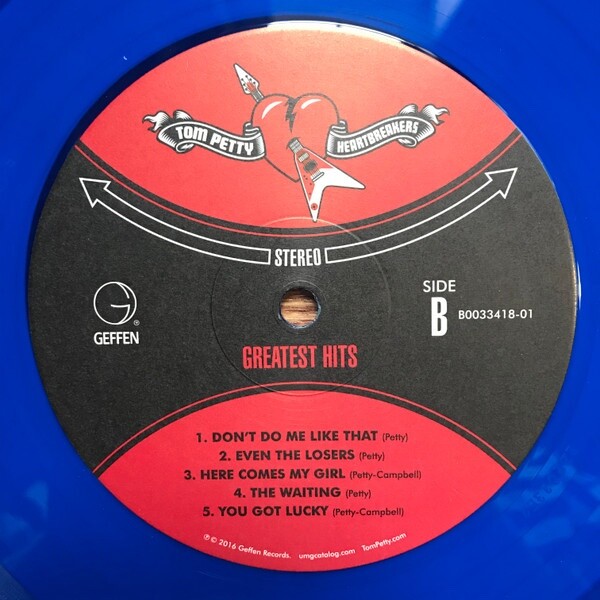 TOM PETTY
HEARTBREAKERS
STEREO
SIDE
B B0033418-01
G®
GEFFEN
GREATEST HITS
1. DON'T DO ME LIKE THAT (Petty)
2. EVEN THE LOSERS (Petty)
3. HERE COMES MY GIRL (Petty-Campbell)
4. THE WAITING (Petty)
5. YOU GOT LUCKY (Petty-Campbell)
℗ © 2016 Geffen Records. umgcatalog.com TomPetty.com